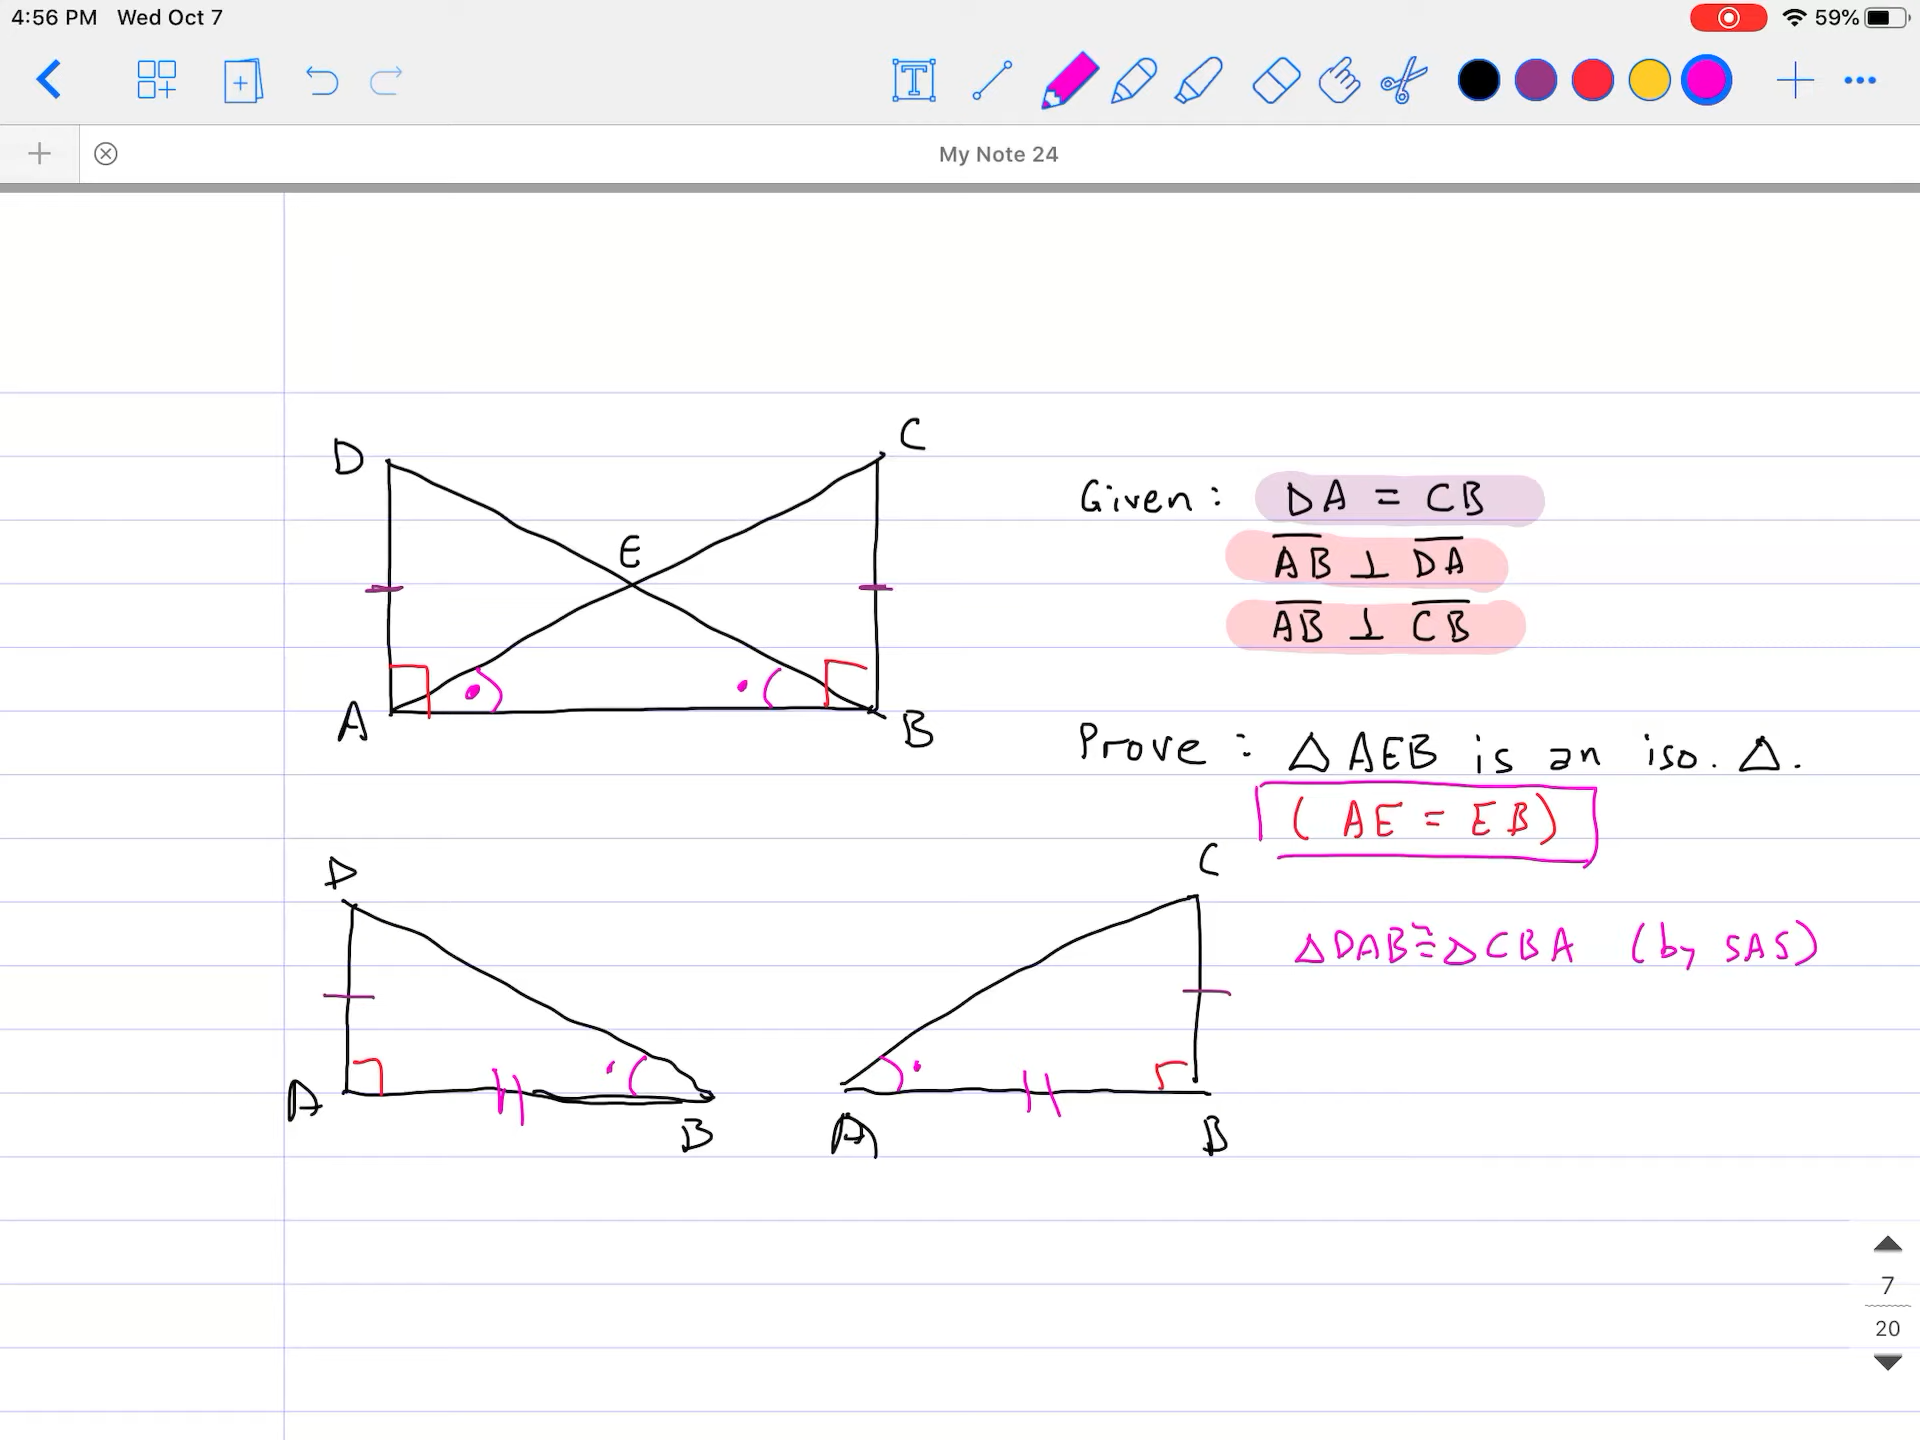 4:56 PM Wed Oct 7 59%
T
My Note 24
D C
Given : DA = CB
E
AB ⊥ DA
AB ⊥ CB
A B
Prove : △ AEB is an iso. △.
( AE = EB )
D C
△DAB ≅ △CBA (by SAS)
A B A B
7
20